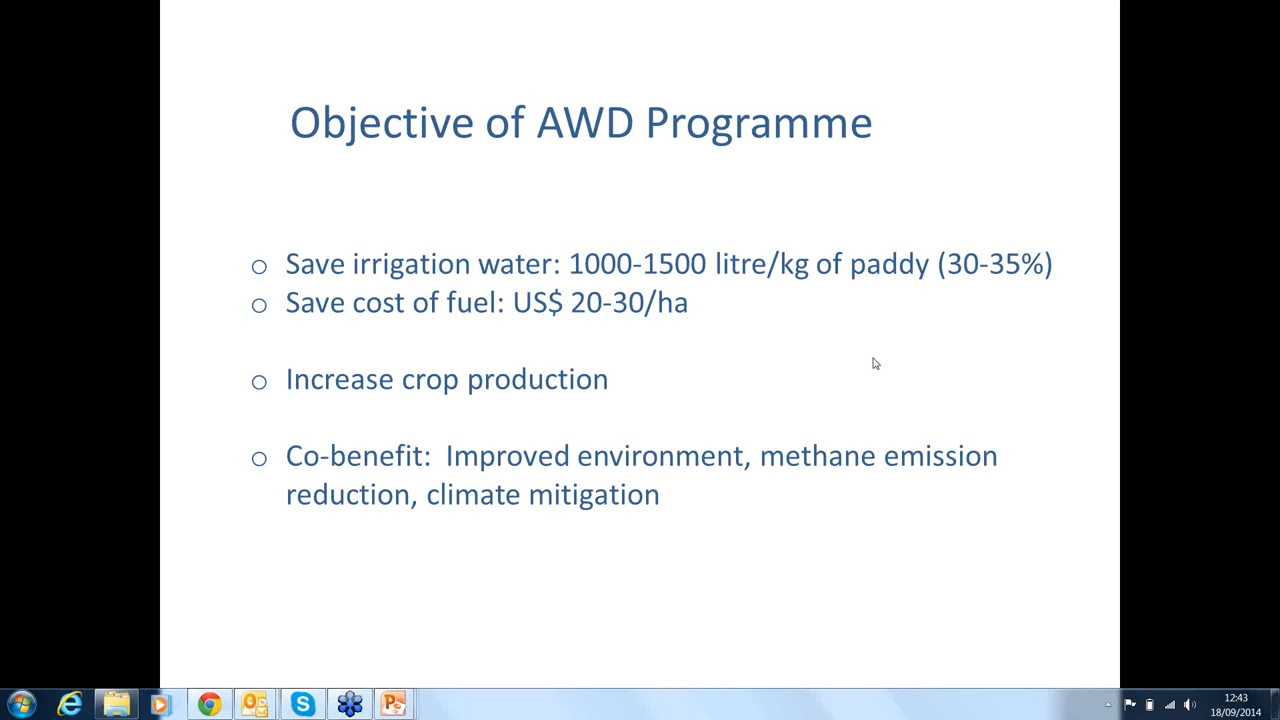 Objective of AWD Programme
o Save irrigation water: 1000-1500 litre/kg of paddy (30-35%)
o Save cost of fuel: US$ 20-30/ha
o Increase crop production
o Co-benefit: Improved environment, methane emission
reduction, climate mitigation
12:43
18/09/2014